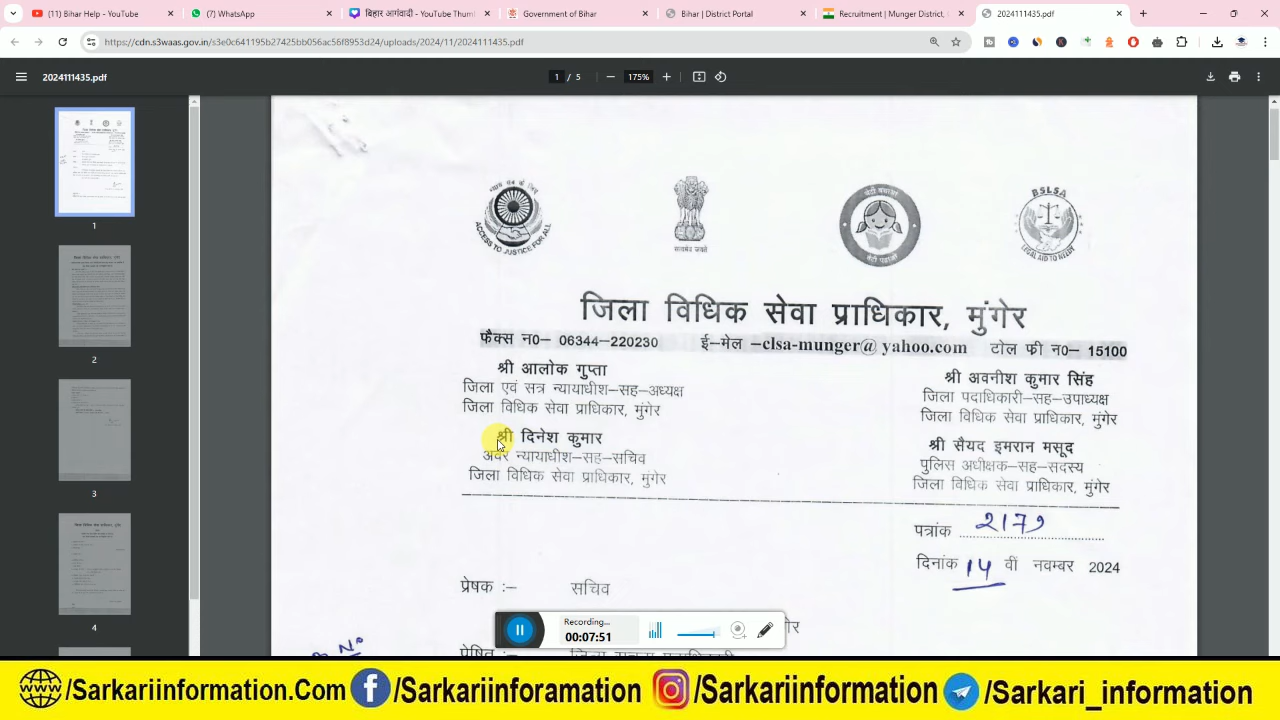 (11) Bihar Help - YouTube
(7) WhatsApp
बिहार आंगनवादी - YouTube Thumb
Government of Bihar
Bihar | District Portal
Recruitment | Munger District,
2024111435.pdf
https://cdn.s3waas.gov.in/s3e0c641195b27425bb056ac56f8953d24/uploads/2024/11/2024111435.pdf
2024111435.pdf
1 / 5
175%
1
2
3
4
ACCESS TO JUSTICE FOR ALL
सत्यमेव जयते
बेटी बचाओ
बेटी पढ़ाओ
BSLSA
LEGAL AID TO NEEDY
जिला विधिक सेवा प्राधिकार, मुंगेर
फैक्स न0– 06344-220230 ई–मेल –clsa-munger@ yahoo.com टोल फी न0– 15100
श्री आलोक गुप्ता
जिला एवं सत्र न्यायाधीश–सह–अध्यक्ष
जिला विधिक सेवा प्राधिकार, मुंगेर
श्री अवनीश कुमार सिंह
जिला पदाधिकारी–सह–उपाध्यक्ष
जिला विधिक सेवा प्राधिकार, मुंगेर
श्री दिनेश कुमार
अवर न्यायाधीश–सह–सचिव
जिला विधिक सेवा प्राधिकार, मुंगेर
श्री सैयद इमरान मसूद
पुलिस अधीक्षक–सह–सदस्य
जिला विधिक सेवा प्राधिकार, मुंगेर
पत्रांक 2179
दिनांक 14 वीं नवम्बर 2024
प्रेषक :– सचिव
Recording...
00:07:51
प्रेषित :–
/Sarkariinformation.Com /Sarkariinforamation /Sarkariinformation /Sarkari_information